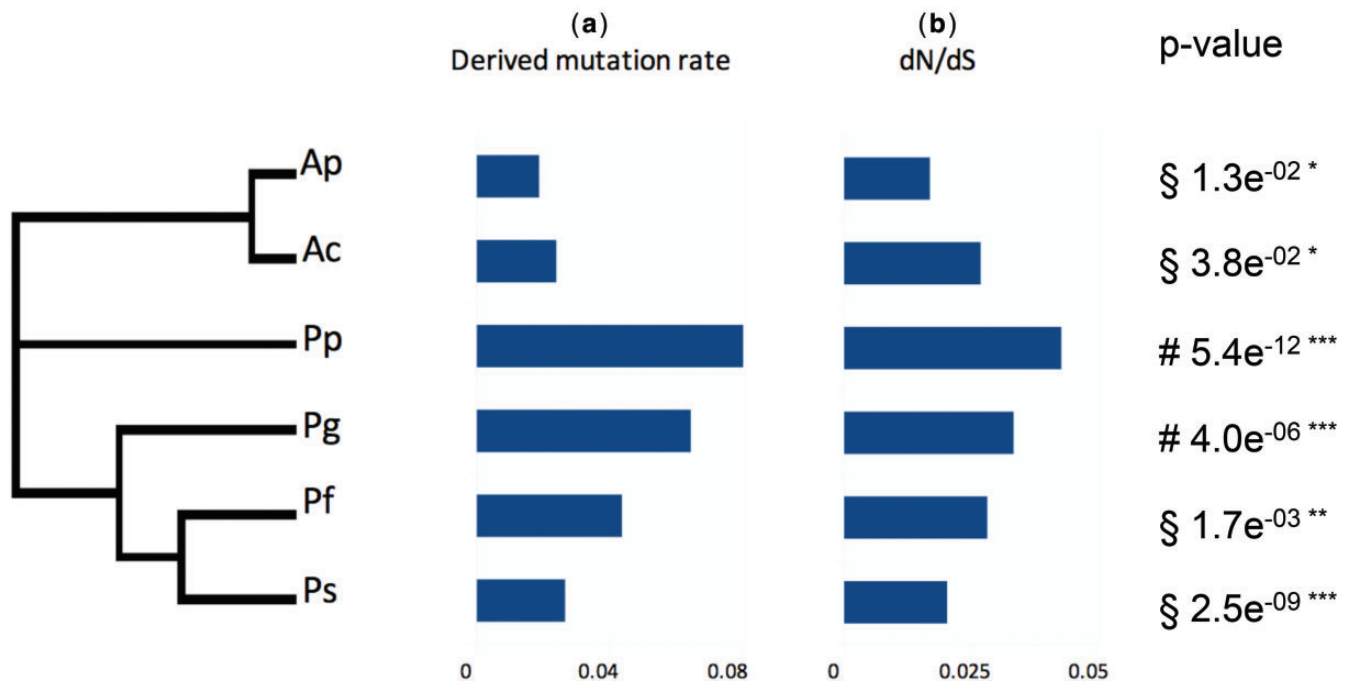 (a)
Derived mutation rate
(b)
dN/dS
p-value
Ap
§ 1.3e-02 *
Ac
§ 3.8e-02 *
Pp
# 5.4e-12 ***
Pg
# 4.0e-06 ***
Pf
§ 1.7e-03 **
Ps
§ 2.5e-09 ***
0 0.04 0.08
0 0.025 0.05